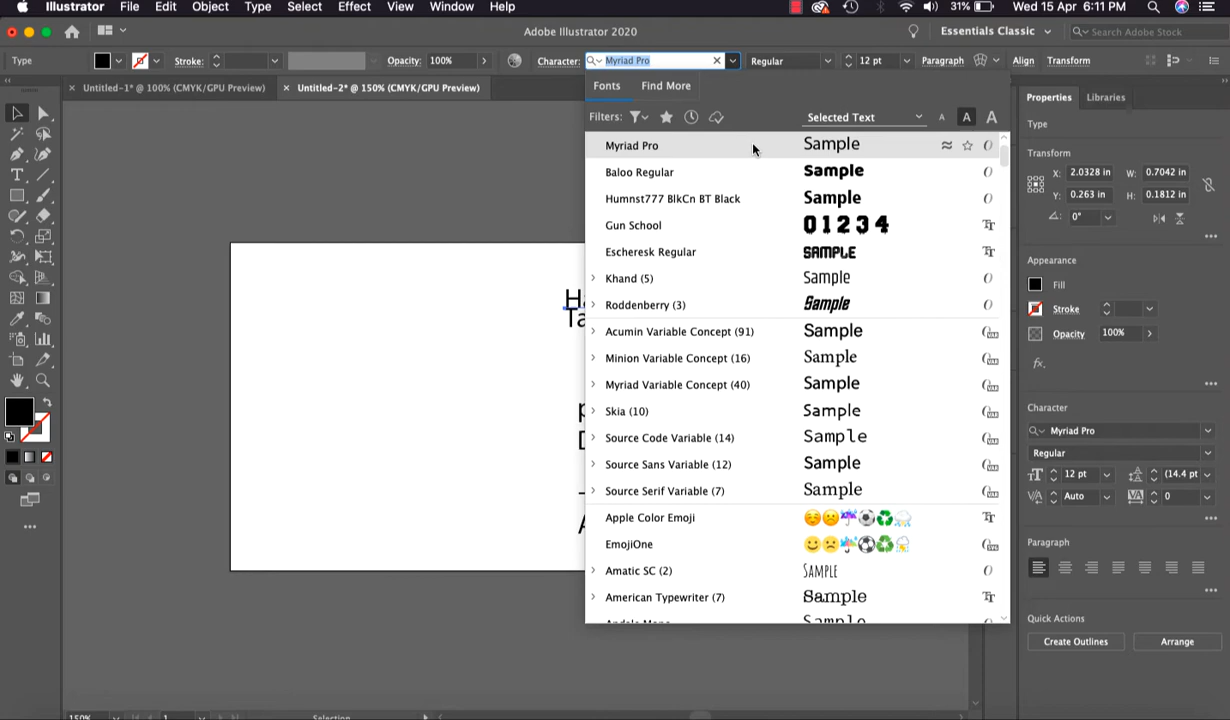 Illustrator File Edit Object Type Select Effect View Window Help 31% Wed 15 Apr 6:11 PM
Adobe Illustrator 2020 Essentials Classic Search Adobe Stock
Type Stroke: Opacity: 100% Character: Myriad Pro Regular 12 pt Paragraph Align Transform
Untitled-1* @ 100% (CMYK/GPU Preview) Untitled-2* @ 150% (CMYK/GPU Preview)
Fonts Find More
Filters: Selected Text A A A
Myriad Pro Sample
Baloo Regular Sample
Humnst777 BlkCn BT Black Sample
Gun School 01234
Escheresk Regular SAMPLE
Khand (5) Sample
Roddenberry (3) Sample
Acumin Variable Concept (91) Sample
Minion Variable Concept (16) Sample
Myriad Variable Concept (40) Sample
Skia (10) Sample
Source Code Variable (14) Sample
Source Sans Variable (12) Sample
Source Serif Variable (7) Sample
Apple Color Emoji
EmojiOne
Amatic SC (2) SAMPLE
American Typewriter (7) Sample
Properties Libraries
Type
Transform
X: 2.0328 in W: 0.7042 in
Y: 0.263 in H: 0.1812 in
0°
Appearance
Fill
Stroke
Opacity 100%
fx.
Character
Myriad Pro
Regular
12 pt (14.4 pt
Auto 0
Paragraph
Quick Actions
Create Outlines Arrange
150% 1 Selection